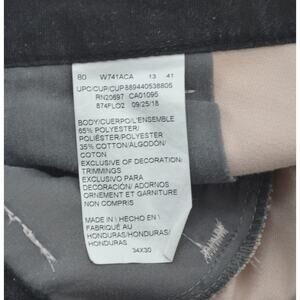 80 W741ACA 13 41
UPC/CUP/CUP889440538805
RN20697 CA01095
874FLO2 09/25/18
BODY/CUERPO/L'ENSEMBLE
65% POLYESTER/
POLIÉSTER/POLYESTER
35% COTTON/ALGODON/
COTON
EXCLUSIVE OF DECORATION/
TRIMMINGS
EXCLUSIVO PARA
DECORACIÓN/ ADORNOS
ORNEMENT ET GARNITURE
NON COMPRIS
MADE IN \ HECHO EN \
FABRIQUÉ AU
HONDURAS/HONDURAS/
HONDURAS
34X30